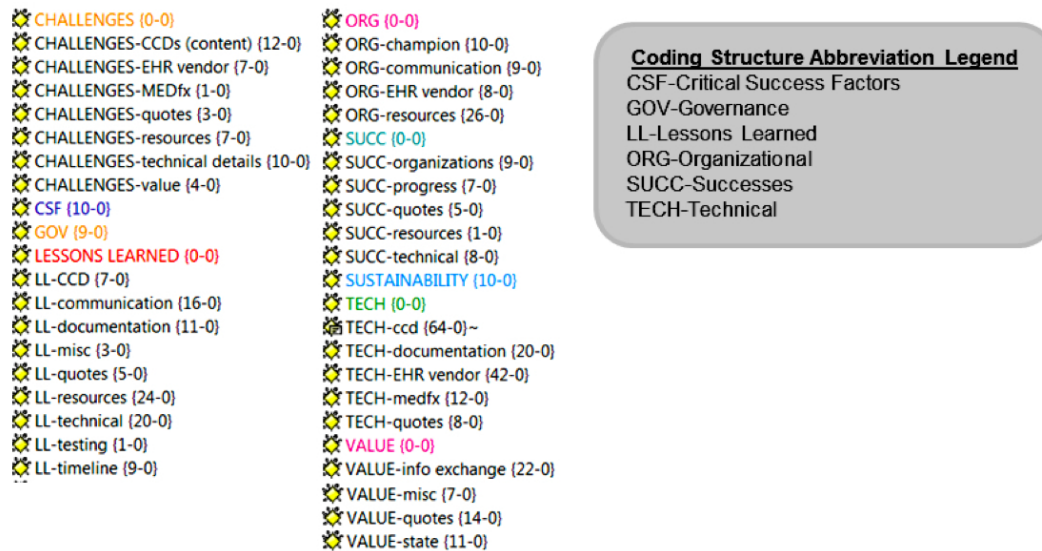 CHALLENGES {0-0}
CHALLENGES-CCDs (content) {12-0}
CHALLENGES-EHR vendor {7-0}
CHALLENGES-MEDfx {1-0}
CHALLENGES-quotes {3-0}
CHALLENGES-resources {7-0}
CHALLENGES-technical details {10-0}
CHALLENGES-value {4-0}
CSF {10-0}
GOV {9-0}
LESSONS LEARNED {0-0}
LL-CCD {7-0}
LL-communication {16-0}
LL-documentation {11-0}
LL-misc {3-0}
LL-quotes {5-0}
LL-resources {24-0}
LL-technical {20-0}
LL-testing {1-0}
LL-timeline {9-0}
ORG {0-0}
ORG-champion {10-0}
ORG-communication {9-0}
ORG-EHR vendor {8-0}
ORG-resources {26-0}
SUCC {0-0}
SUCC-organizations {9-0}
SUCC-progress {7-0}
SUCC-quotes {5-0}
SUCC-resources {1-0}
SUCC-technical {8-0}
SUSTAINABILITY {10-0}
TECH {0-0}
TECH-ccd {64-0}~
TECH-documentation {20-0}
TECH-EHR vendor {42-0}
TECH-medfx {12-0}
TECH-quotes {8-0}
VALUE {0-0}
VALUE-info exchange {22-0}
VALUE-misc {7-0}
VALUE-quotes {14-0}
VALUE-state {11-0}
Coding Structure Abbreviation Legend
CSF-Critical Success Factors
GOV-Governance
LL-Lessons Learned
ORG-Organizational
SUCC-Successes
TECH-Technical